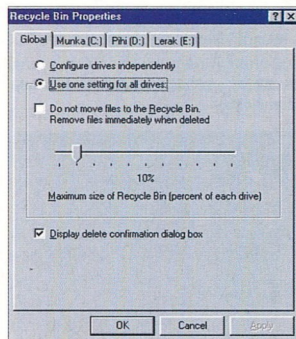 Recycle Bin Properties
Global Munka (C:) Pihi (D:) Lerak (E:)
Configure drives independently
Use one setting for all drives:
Do not move files to the Recycle Bin.
Remove files immediately when deleted
10%
Maximum size of Recycle Bin (percent of each drive)
Display delete confirmation dialog box
OK Cancel Apply